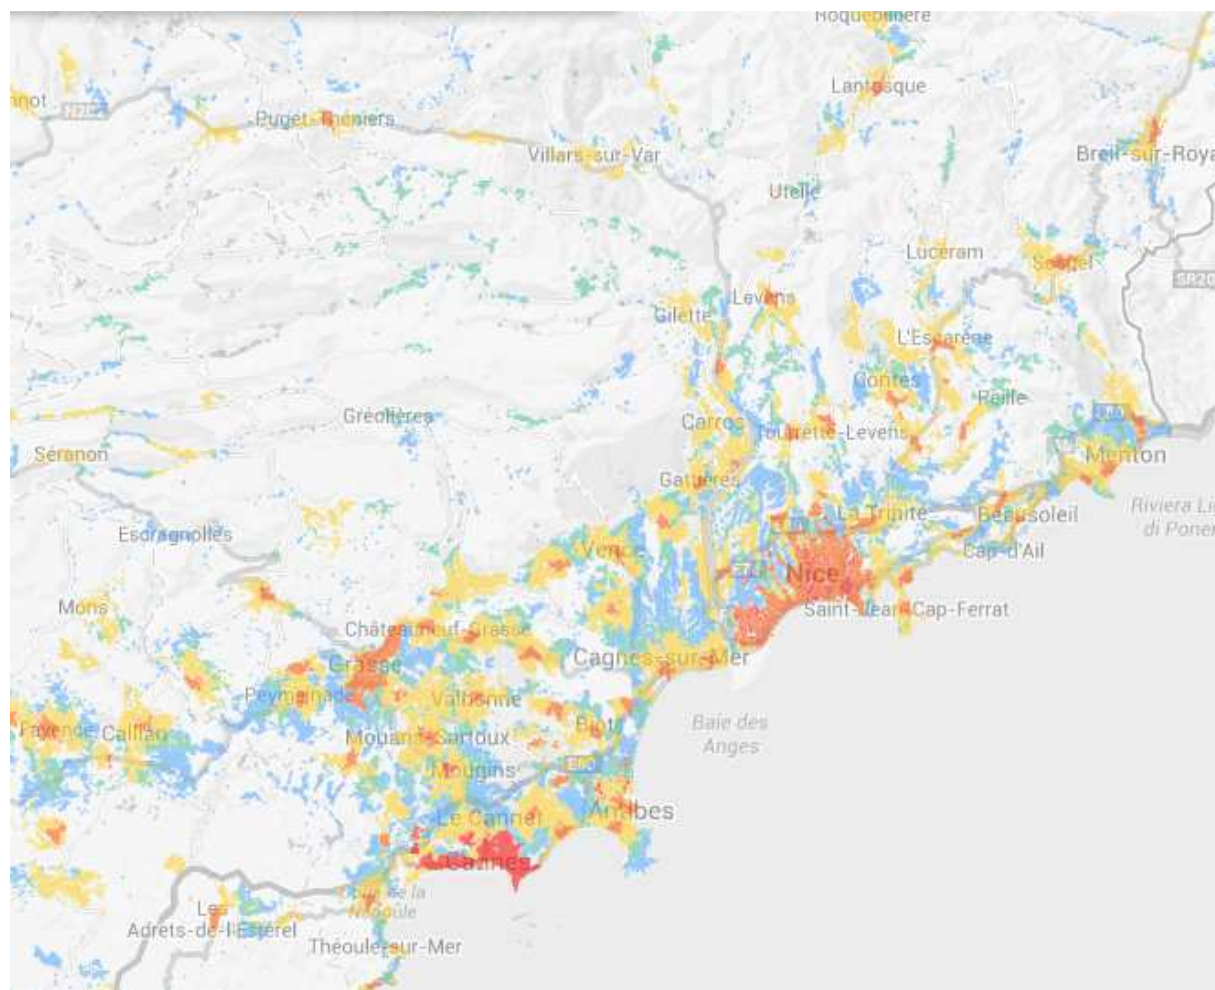 Roquebillière
Lantosque
Puget-Théniers
Villars-sur-Var
Breil-sur-Roya
Utelle
Lucéram
Sospel
Levens
Gilette
L'Escarène
Contes
Peille
Gréolières
Carros
Tourrette-Levens
Séranon
Menton
Gattières
Riviera Li
di Ponen
La Trinité
Beausoleil
Esclragnolles
Vence
Cap-d'Ail
Nice
Mons
Saint-Jean-Cap-Ferrat
Châteauneuf-Grasse
Grasse
Cagnes-sur-Mer
Peymeinade
Valbonne
Fayence
Callian
Biot
Baie des
Anges
Mouans-Sartoux
Mougins
Antibes
Le Cannet
Cannes
Golfe de la
Napoule
Les
Adrets-de-l'Estérel
Théoule-sur-Mer